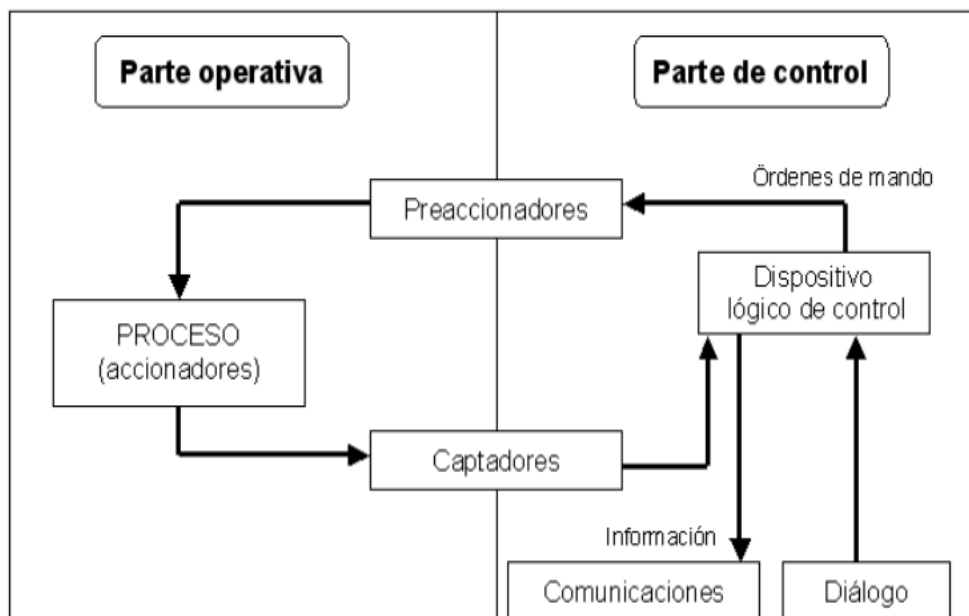 Parte operativa
Parte de control
Órdenes de mando
Preaccionadores
Dispositivo
lógico de control
PROCESO
(accionadores)
Captadores
Información
Comunicaciones
Diálogo